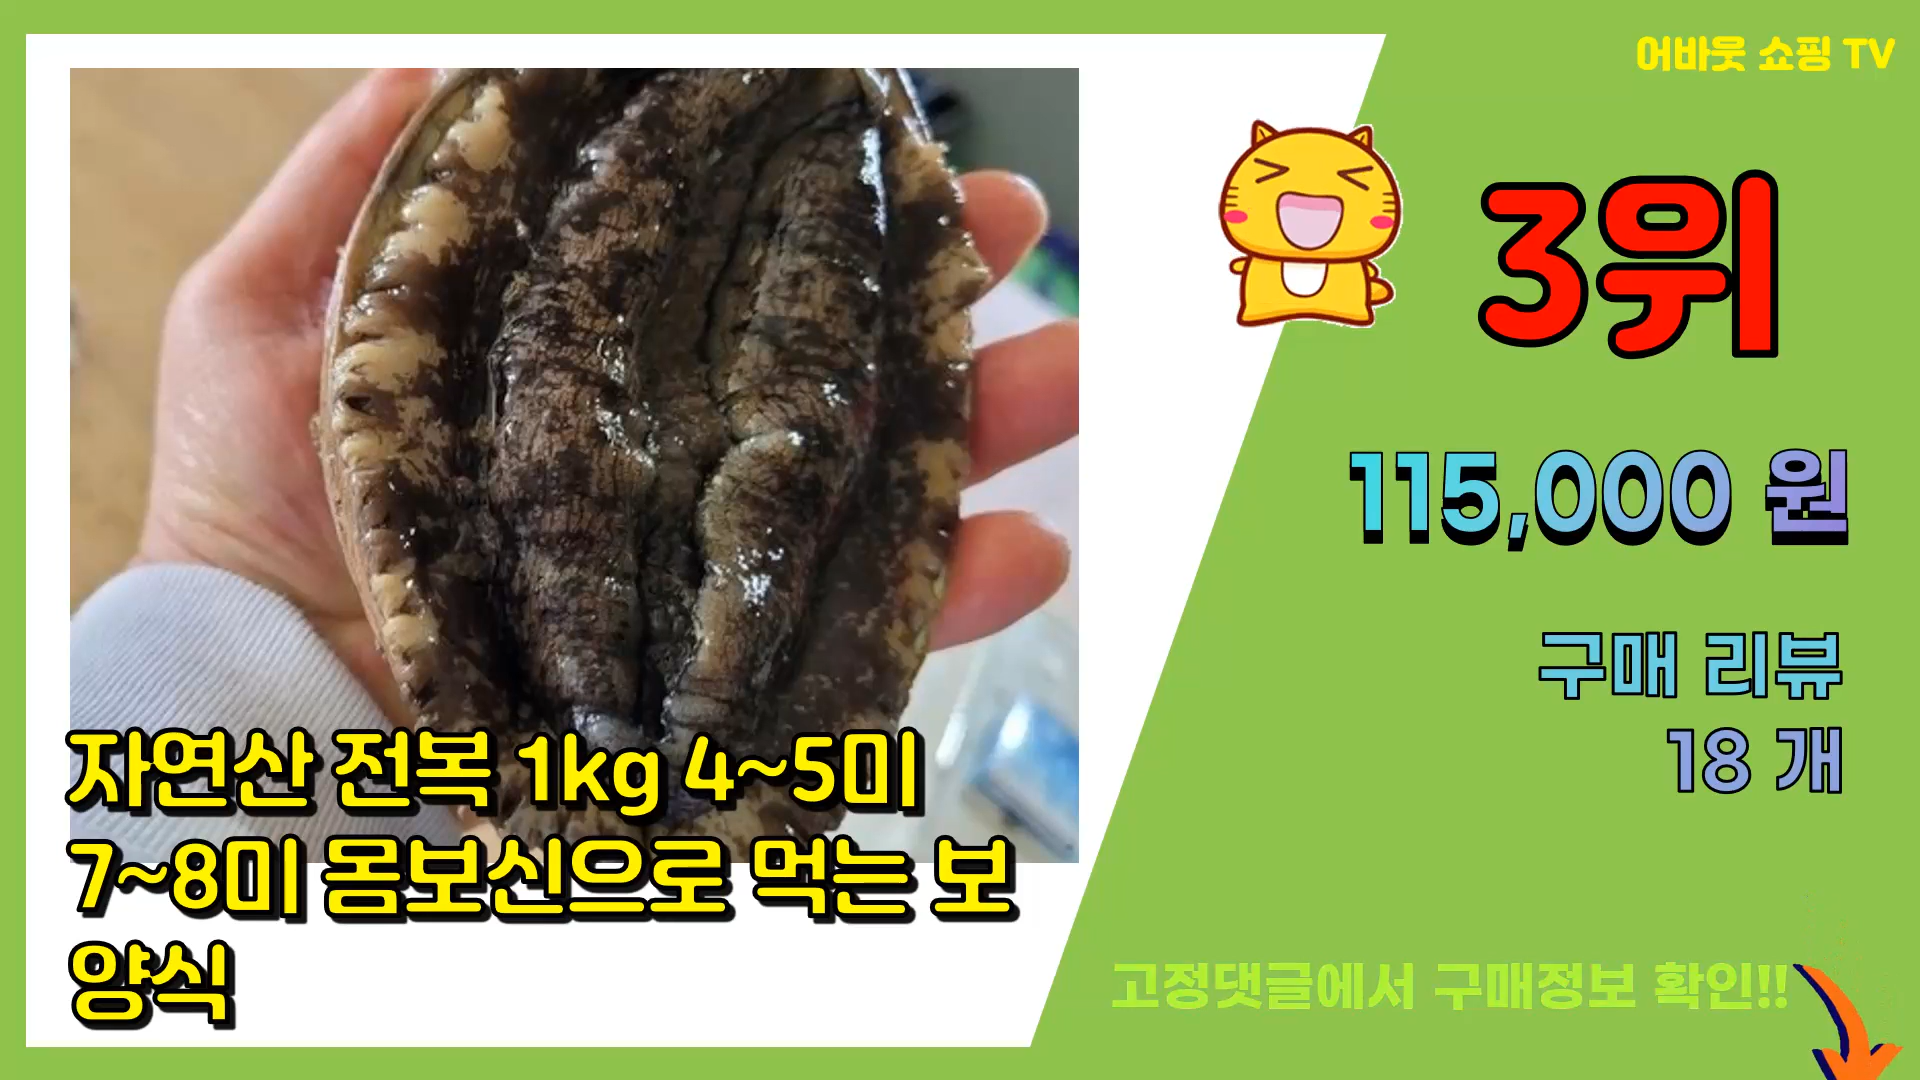 어바웃 쇼핑 TV
3위
115,000 원
구매 리뷰
18 개
자연산 전복 1kg 4~5미
7~8미 몸보신으로 먹는 보
양식
고정댓글에서 구매정보 확인!!